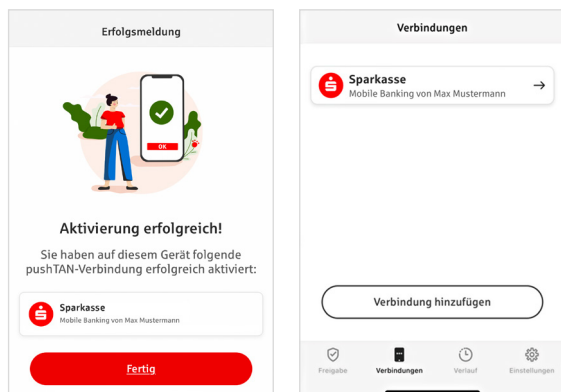 Erfolgsmeldung
OK
Aktivierung erfolgreich!
Sie haben auf diesem Gerät folgende
pushTAN-Verbindung erfolgreich aktiviert:
Sparkasse
Mobile Banking von Max Mustermann
Fertig
Verbindungen
Sparkasse
Mobile Banking von Max Mustermann
Verbindung hinzufügen
Freigabe
Verbindungen
Verlauf
Einstellungen